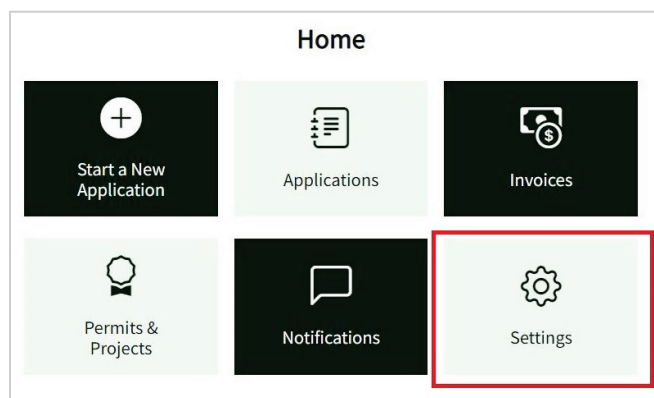 Home
Start a New
Application
Applications
Invoices
Permits &
Projects
Notifications
Settings